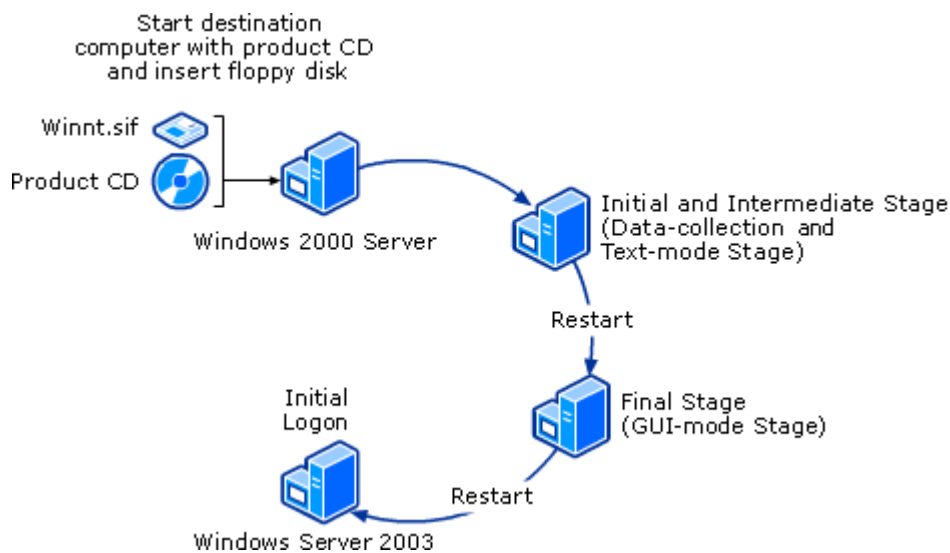 Start destination
computer with product CD
and insert floppy disk
Winnt.sif
Product CD
Windows 2000 Server
Initial and Intermediate Stage
(Data-collection and
Text-mode Stage)
Restart
Final Stage
(GUI-mode Stage)
Restart
Initial
Logon
Windows Server 2003